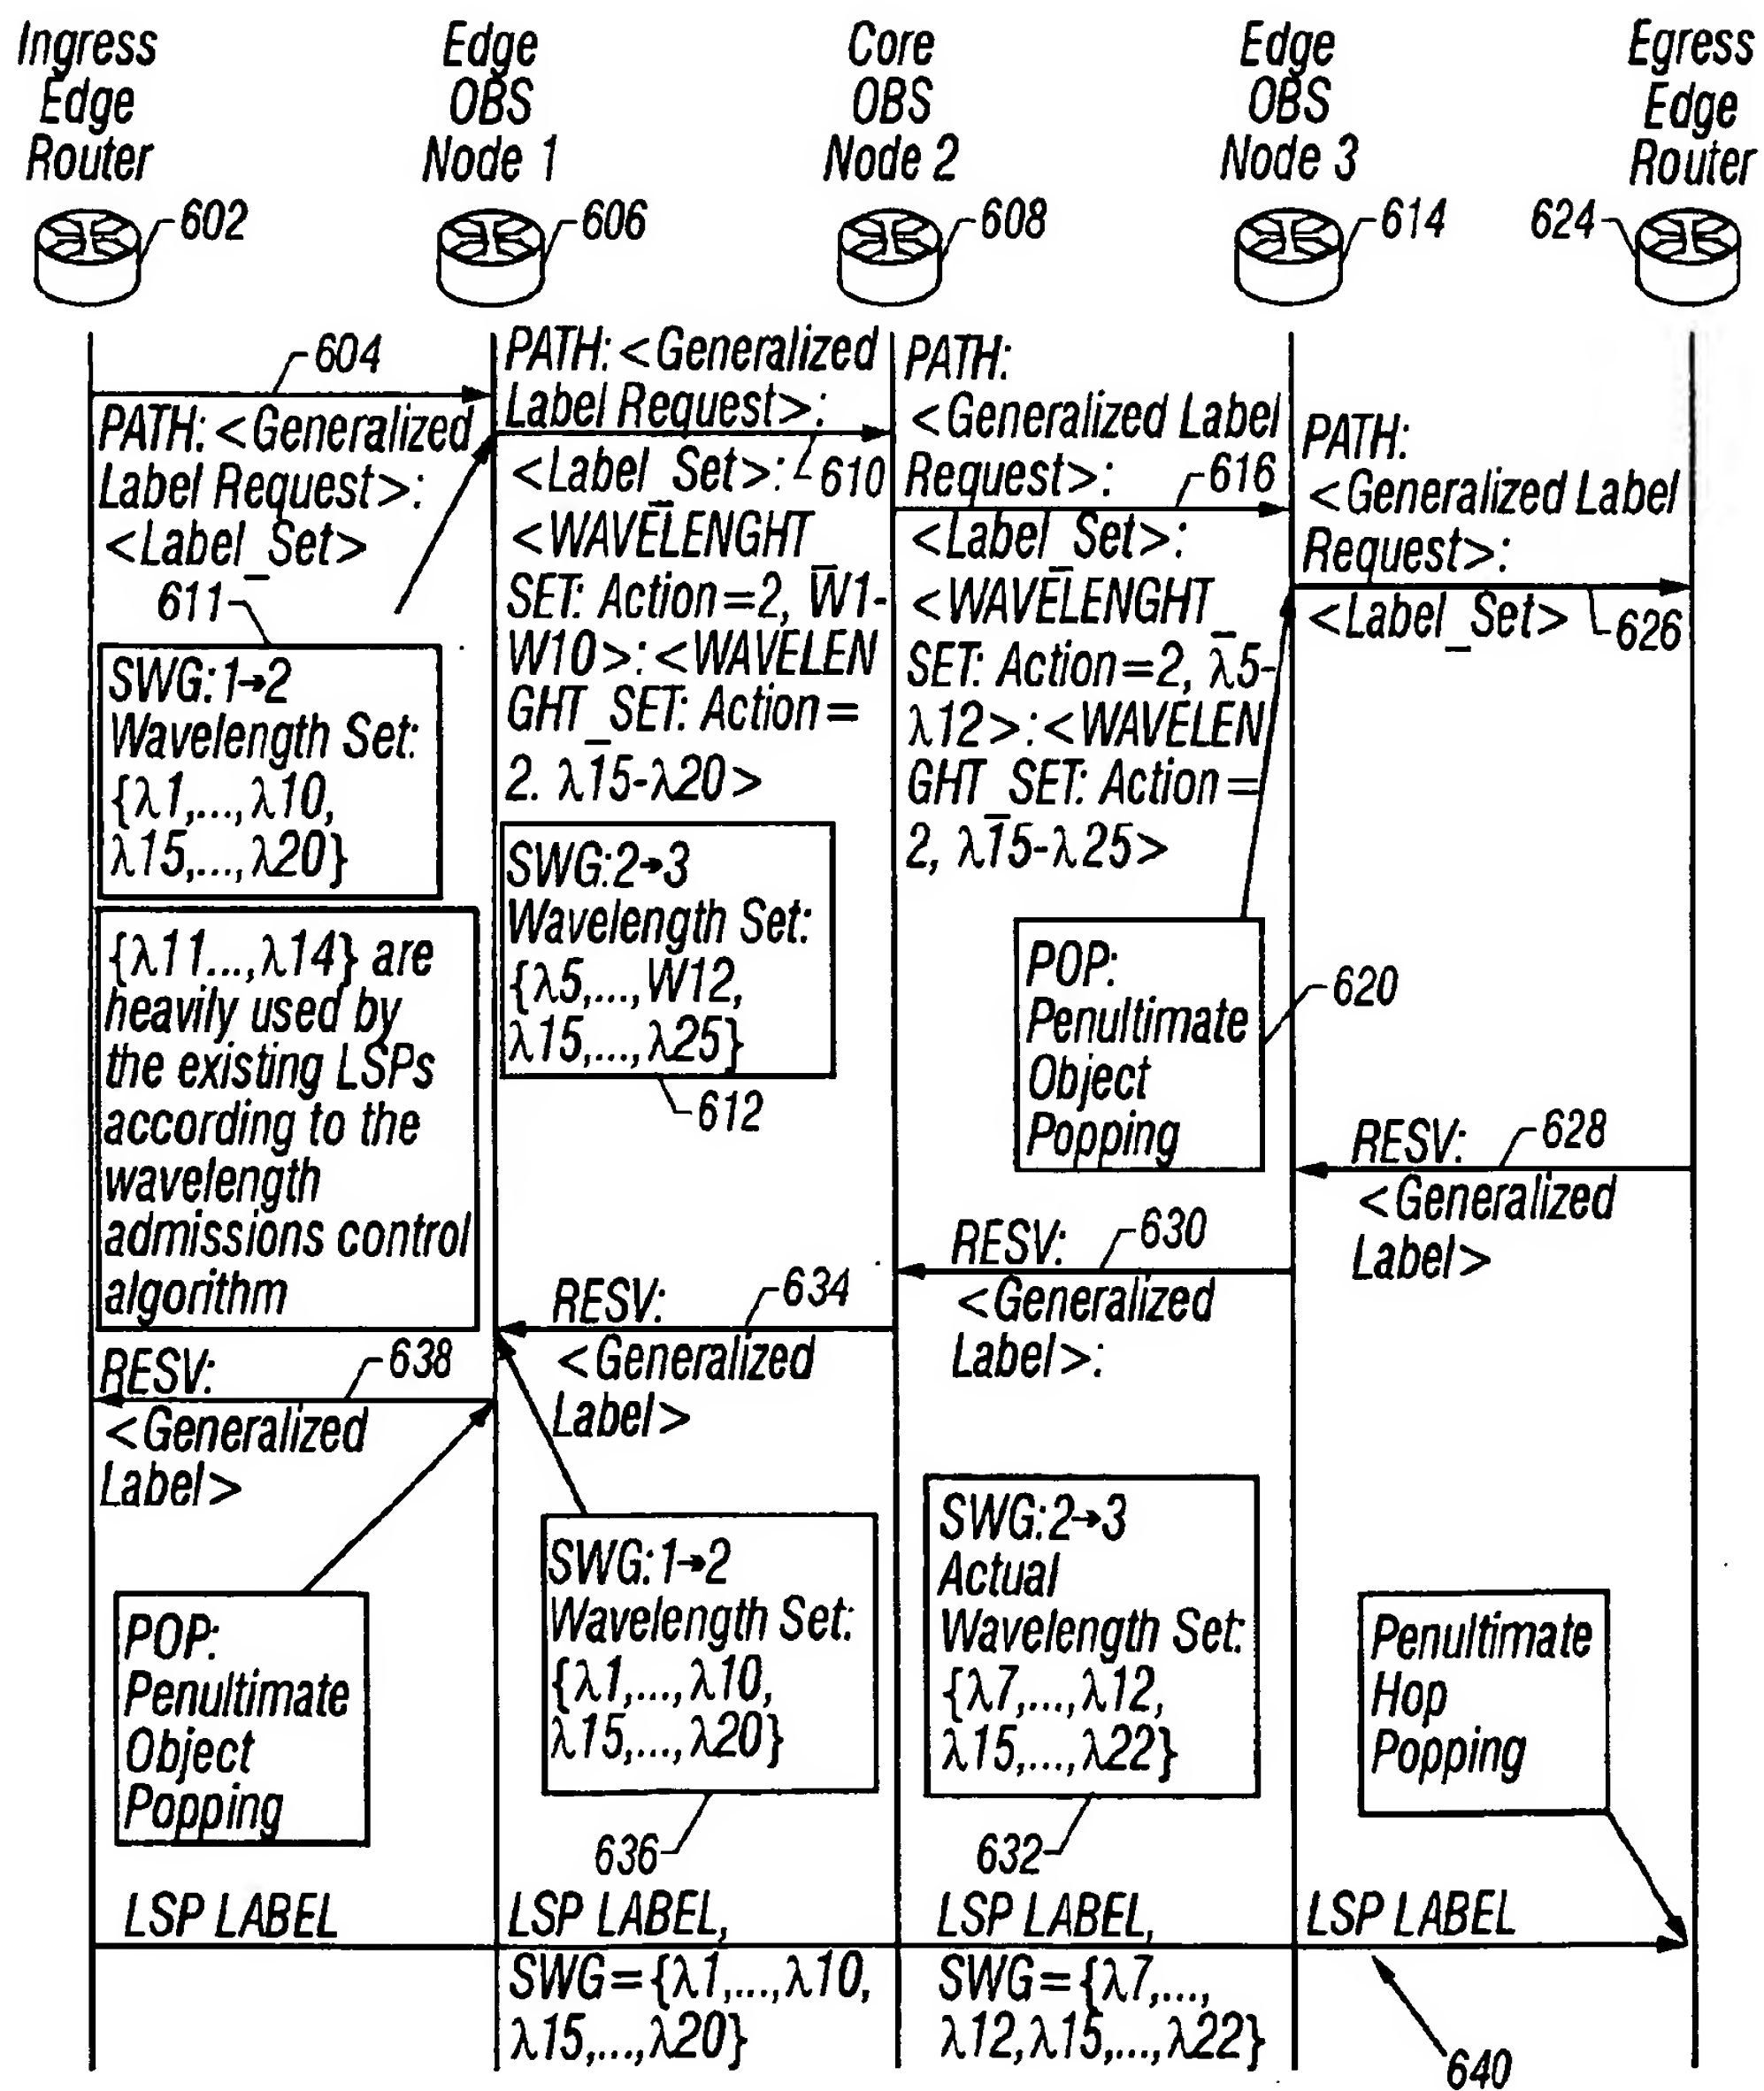 Ingress
Edge
Router
602
Edge
OBS
Node 1
606
Core
OBS
Node 2
608
Edge
OBS
Node 3
614
Egress
Edge
Router
624
604
PATH: <Generalized
Label Request>:
<Label_Set>
611
SWG: 1→2
Wavelength Set:
{λ1,..., λ10,
λ15,..., λ20}
{λ11..., λ14} are
heavily used by
the existing LSPs
according to the
wavelength
admissions control
algorithm
RESV:
638
<Generalized
Label>
POP:
Penultimate
Object
Popping
LSP LABEL
PATH: <Generalized
Label Request>:
<Label_Set>:
610
<WAVELENGHT_
SET: Action=2, W1-
W10>:<WAVELEN
GHT_SET: Action=
2. λ15-λ20>
SWG:2→3
Wavelength Set:
{λ5,..., W12,
λ15,..., λ25}
612
RESV:
634
<Generalized
Label>
SWG:1→2
Wavelength Set:
{λ1,..., λ10,
λ15,..., λ20}
636
LSP LABEL,
SWG={λ1,..., λ10,
λ15,..., λ20}
PATH:
<Generalized Label
Request>:
616
<Label_Set>:
<WAVELENGHT_
SET: Action=2, λ5-
λ12>:<WAVELEN
GHT_SET: Action=
2, λ15-λ25>
POP:
Penultimate
Object
Popping
620
RESV:
630
<Generalized
Label>:
SWG:2→3
Actual
Wavelength Set:
{λ7,..., λ12,
λ15,..., λ22}
632
LSP LABEL,
SWG={λ7,...,
λ12,λ15,..., λ22}
PATH:
<Generalized Label
Request>:
<Label_Set>
626
RESV:
628
<Generalized
Label>
Penultimate
Hop
Popping
LSP LABEL
640